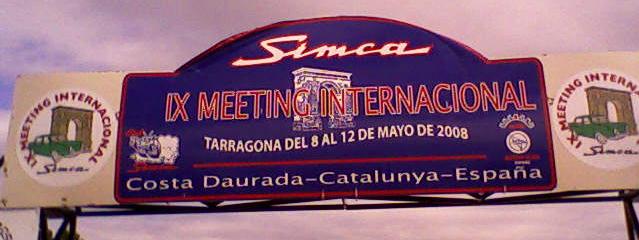 Simca
IX MEETING INTERNACIONAL
TARRAGONA DEL 8 AL 12 DE MAYO DE 2008
Costa Daurada-Catalunya-España
IX MEETING INTERNACIONAL
Simca
IX MEETING INTERNA
Simca